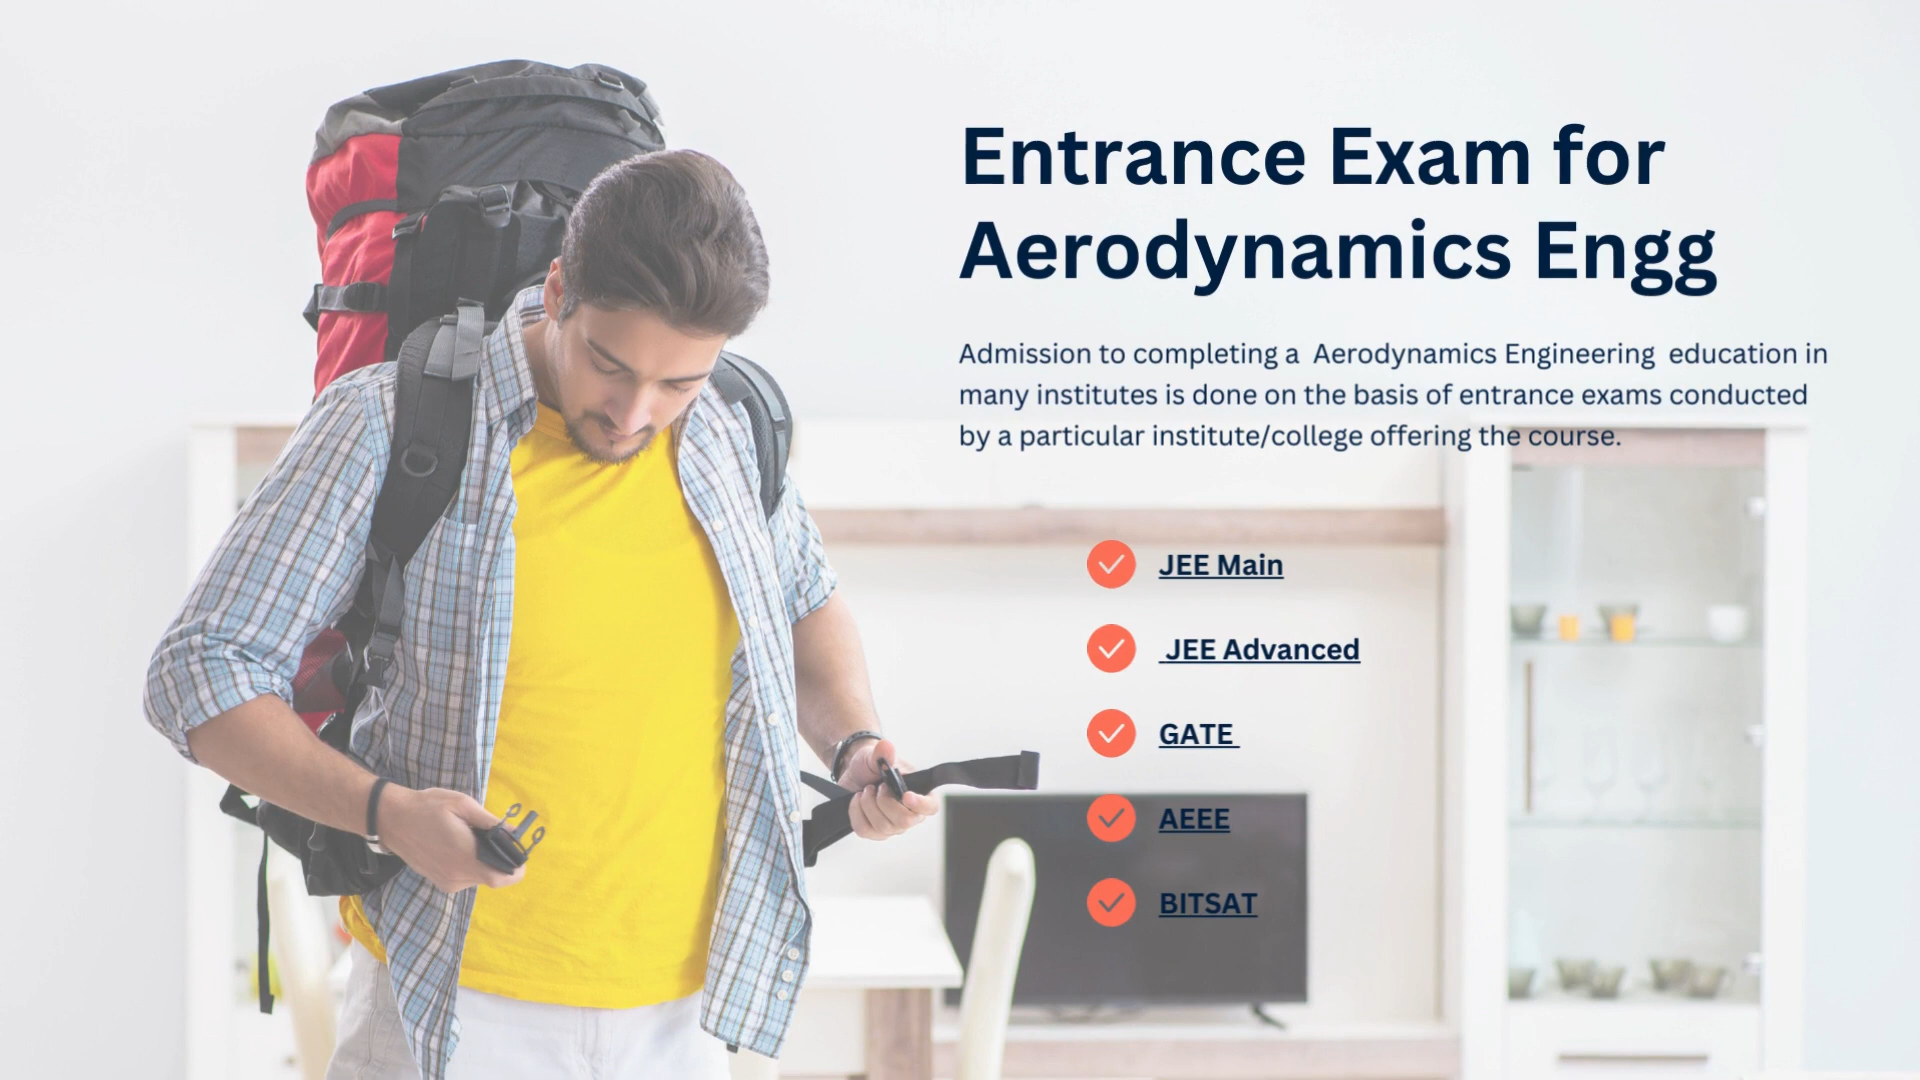 Entrance Exam for
Aerodynamics Engg
Admission to completing a  Aerodynamics Engineering  education in
many institutes is done on the basis of entrance exams conducted
by a particular institute/college offering the course.
JEE Main
JEE Advanced
GATE
AEEE
BITSAT